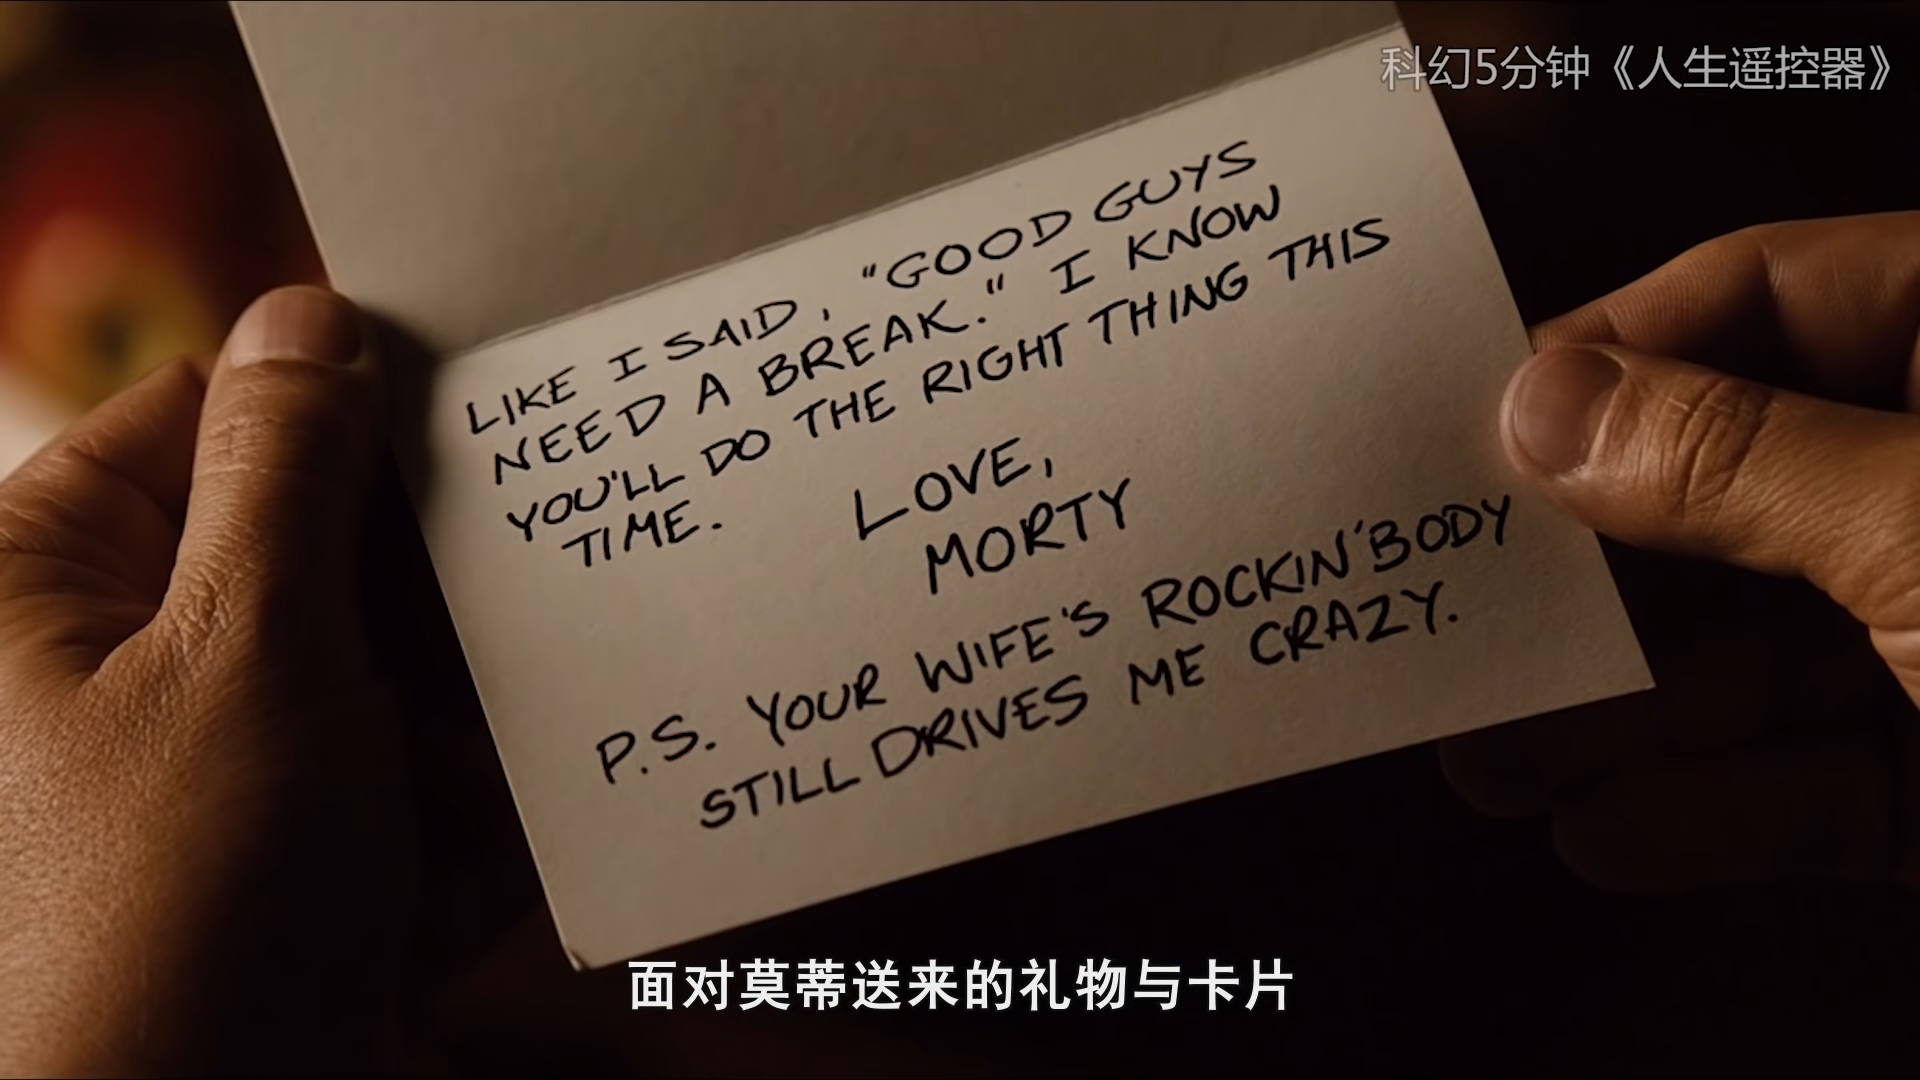 科幻5分钟《人生遥控器》
LIKE I SAID, "GOOD GUYS
NEED A BREAK." I KNOW
YOU'LL DO THE RIGHT THING THIS
TIME.
LOVE,
MORTY
P.S. YOUR WIFE'S ROCKIN' BODY
STILL DRIVES ME CRAZY.
面对莫蒂送来的礼物与卡片